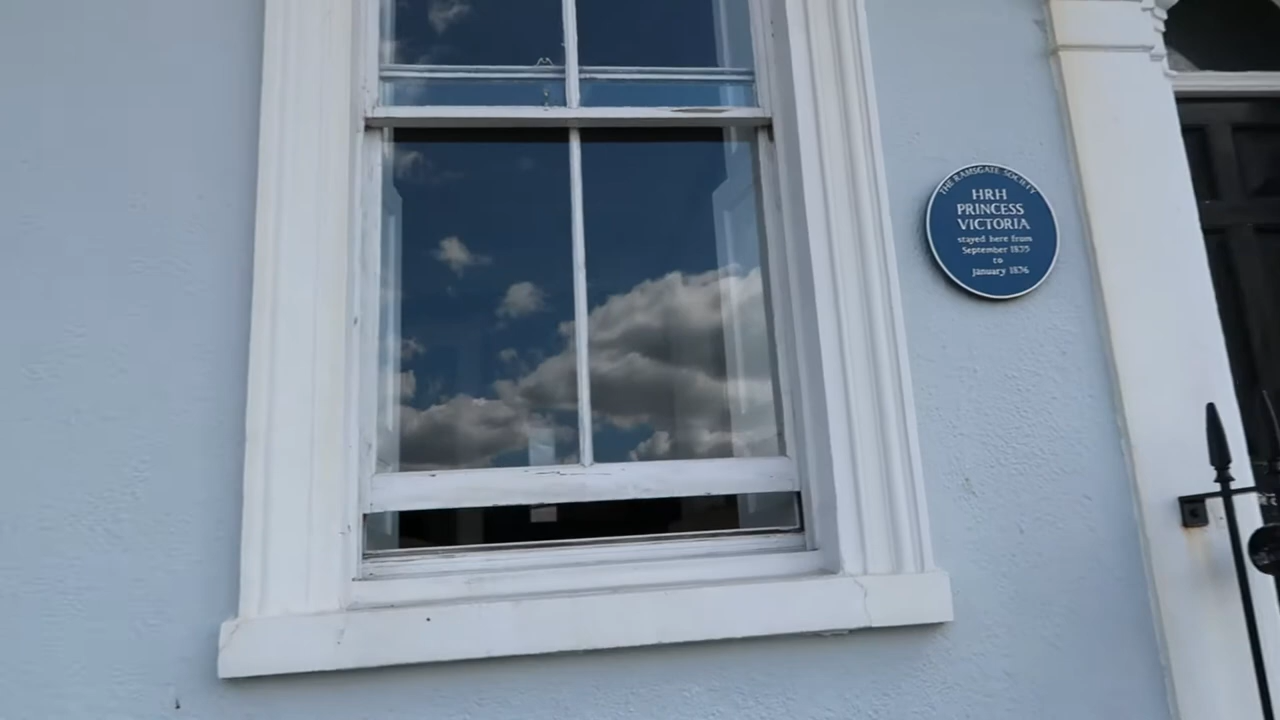 THE RAMSGATE SOCIETY
HRH
PRINCESS
VICTORIA
stayed here from
September 1835
to
January 1836